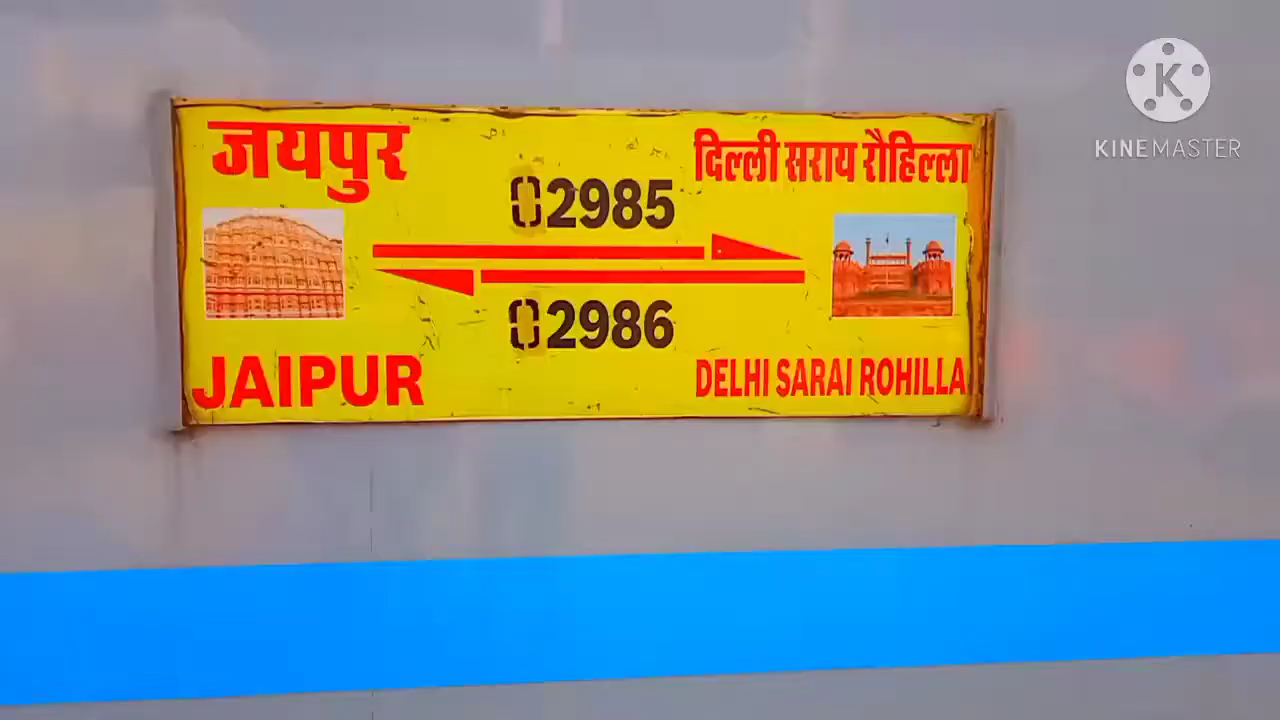 जयपुर
दिल्ली सराय रौहिल्ला
02985
02986
JAIPUR
DELHI SARAI ROHILLA
K
KINEMASTER